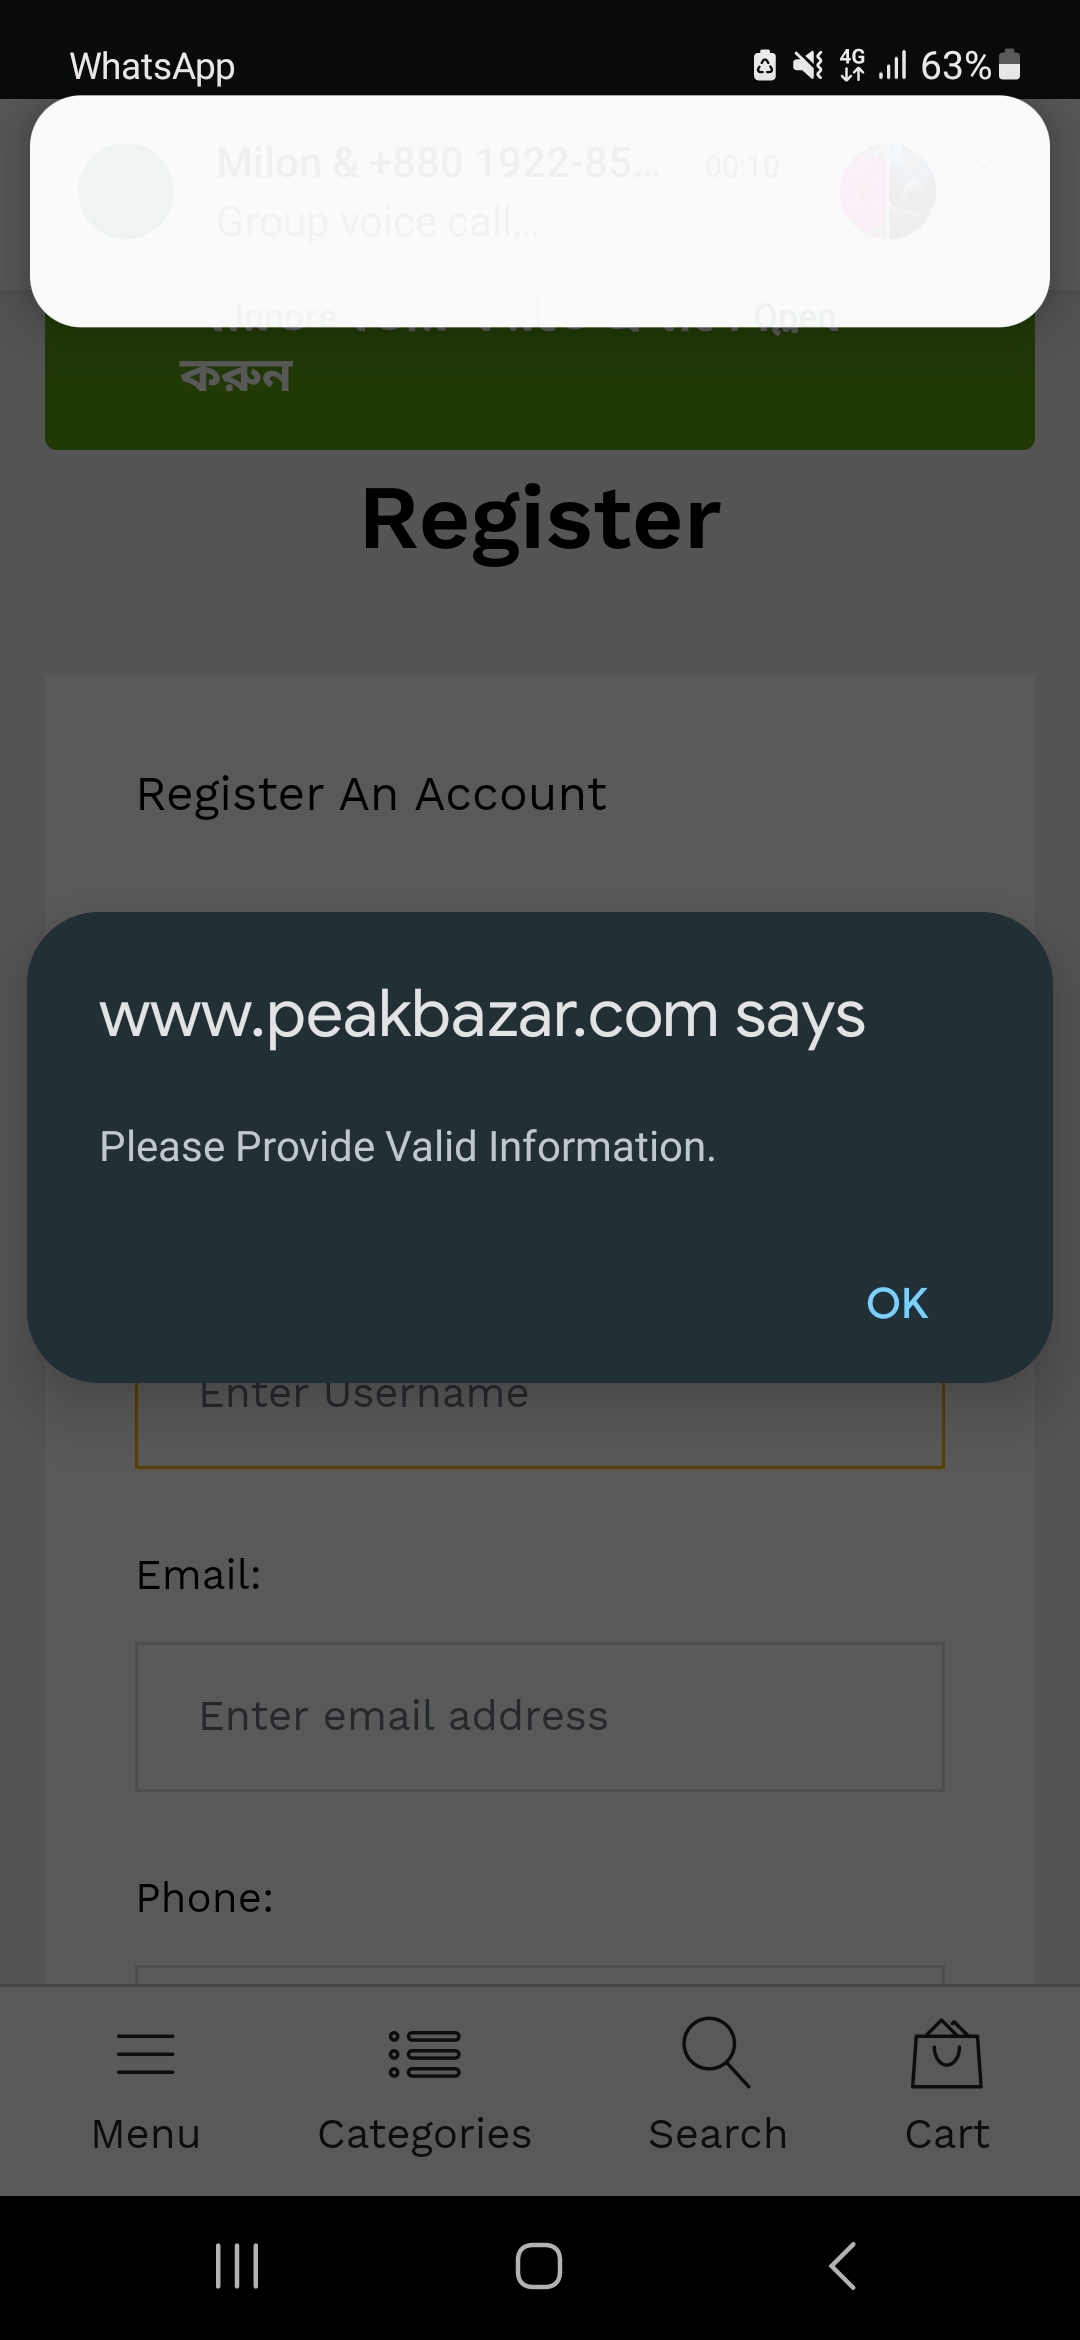 WhatsApp
4G
63%
Milon & +880 1922-85...
00:10
Group voice call...
Ignore
Open
করুন
Register
Register An Account
www.peakbazar.com says
Please Provide Valid Information.
OK
Enter Username
Email:
Enter email address
Phone:
Menu
Categories
Search
Cart